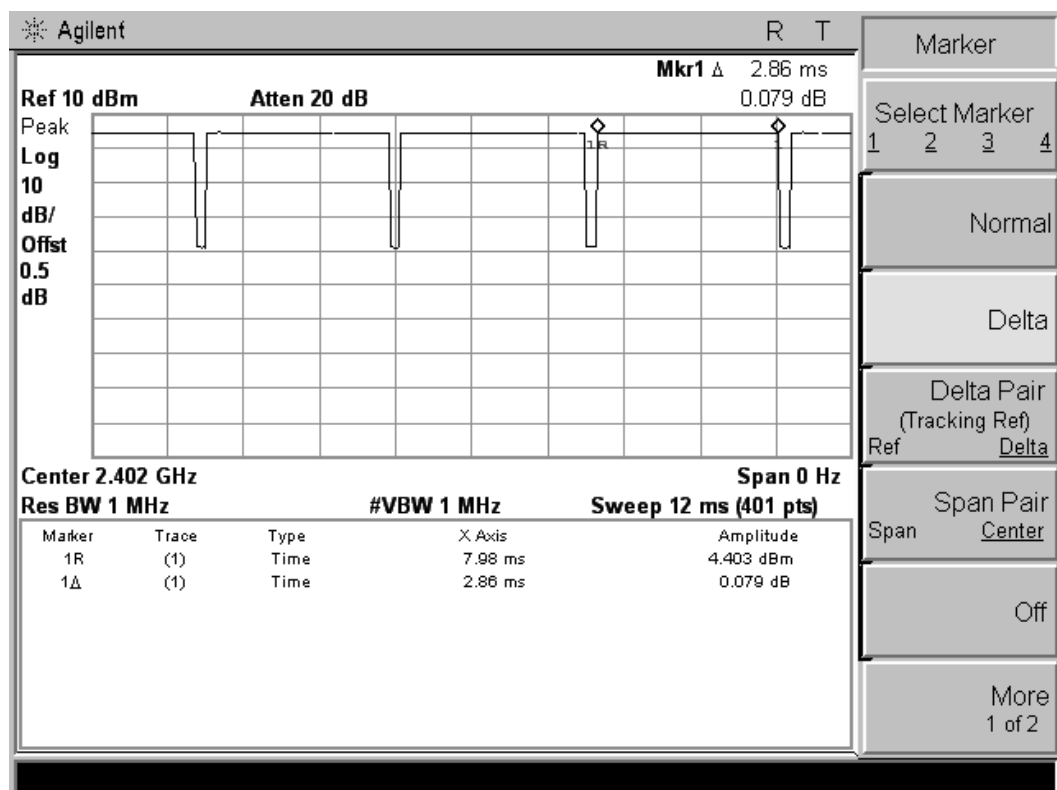 Agilent R T
Mkr1 Δ 2.86 ms
Ref 10 dBm Atten 20 dB 0.079 dB
Peak
Log
10
dB/
Offst
0.5
dB
1R
1
Center 2.402 GHz Span 0 Hz
Res BW 1 MHz #VBW 1 MHz Sweep 12 ms (401 pts)
Marker Trace Type X Axis Amplitude
1R (1) Time 7.98 ms 4.403 dBm
1Δ (1) Time 2.86 ms 0.079 dB
Marker
Select Marker
1 2 3 4
Normal
Delta
Delta Pair
(Tracking Ref)
Ref Delta
Span Pair
Span Center
Off
More
1 of 2